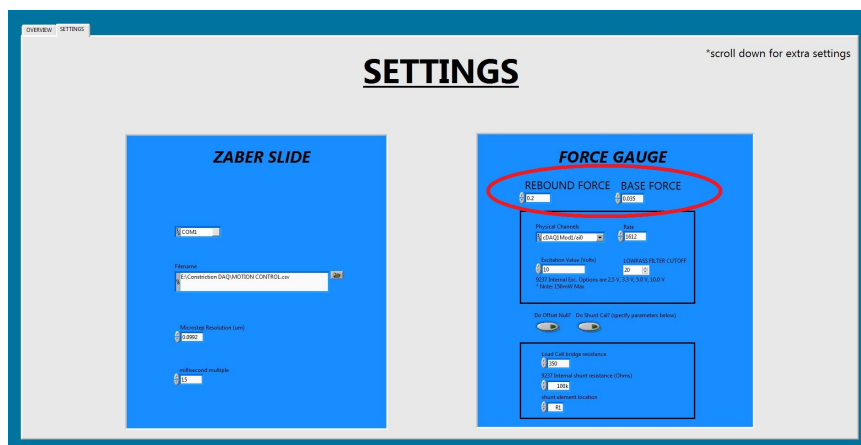 OVERVIEW SETTINGS
SETTINGS
*scroll down for extra settings
ZABER SLIDE
COM1
Filename
E:\Constriction DAQ\MOTION CONTROL.csv
Microstep Resolution (um)
0.0992
millisecond multiple
15
FORCE GAUGE
REBOUND FORCE BASE FORCE
0.2 0.035
Physical Channels Rate
cDAQ1Mod1/ai0 1612
Excitation Value (Volts) LOWPASS FILTER CUTOFF
10 20
9237 Internal Exc. Options are 2.5 V, 3.3 V, 5.0 V, 10.0 V
* Note: 150mW Max
Do Offset Null? Do Shunt Cal? (specify parameters below)
Load Cell bridge resistance
350
9237 Internal shunt resistance (Ohms)
100k
shunt element location
R1